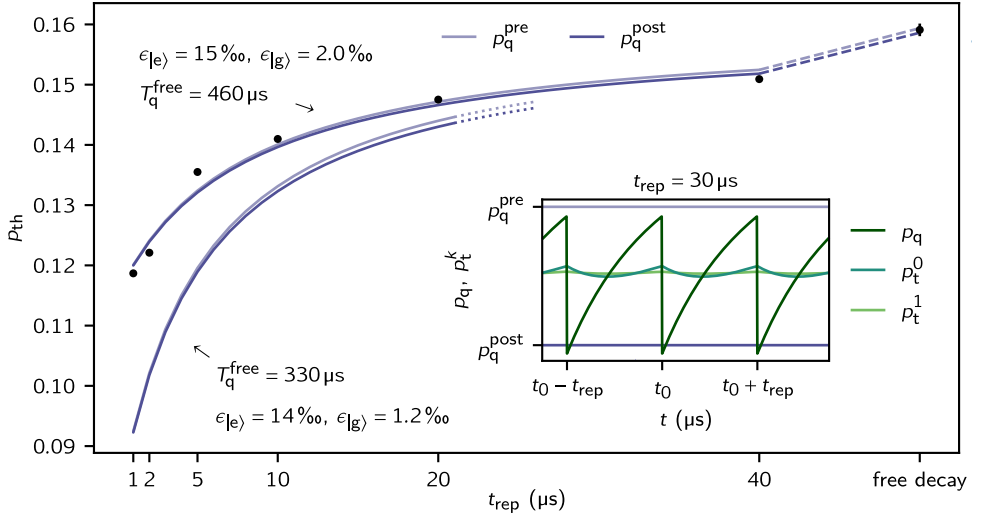 0.16
0.15
0.14
0.13
0.12
0.11
0.10
0.09
p_th
p_q^pre p_q^post
ϵ_|e⟩ = 15‰, ϵ_|g⟩ = 2.0‰
T_q^free = 460 µs
T_q^free = 330 µs
ϵ_|e⟩ = 14‰, ϵ_|g⟩ = 1.2‰
t_rep = 30 µs
p_q^pre
p_q, p_t^k
p_q^post
t_0 − t_rep t_0 t_0 + t_rep
t (µs)
p_q
p_t^0
p_t^1
1 2 5 10 20 40 free decay
t_rep (µs)